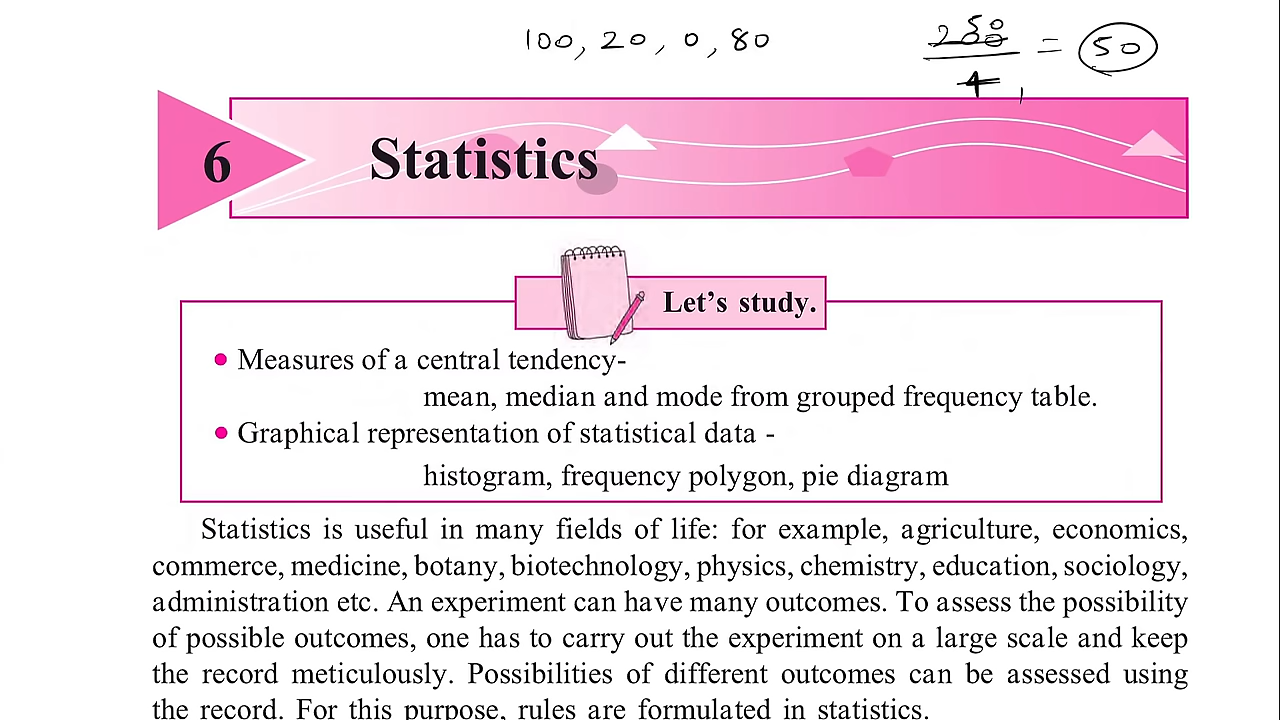 100, 20, 0, 80
50
200
4
= 50
6 Statistics
Let's study.
• Measures of a central tendency-
mean, median and mode from grouped frequency table.
• Graphical representation of statistical data -
histogram, frequency polygon, pie diagram
Statistics is useful in many fields of life: for example, agriculture, economics,
commerce, medicine, botany, biotechnology, physics, chemistry, education, sociology,
administration etc. An experiment can have many outcomes. To assess the possibility
of possible outcomes, one has to carry out the experiment on a large scale and keep
the record meticulously. Possibilities of different outcomes can be assessed using
the record. For this purpose, rules are formulated in statistics.